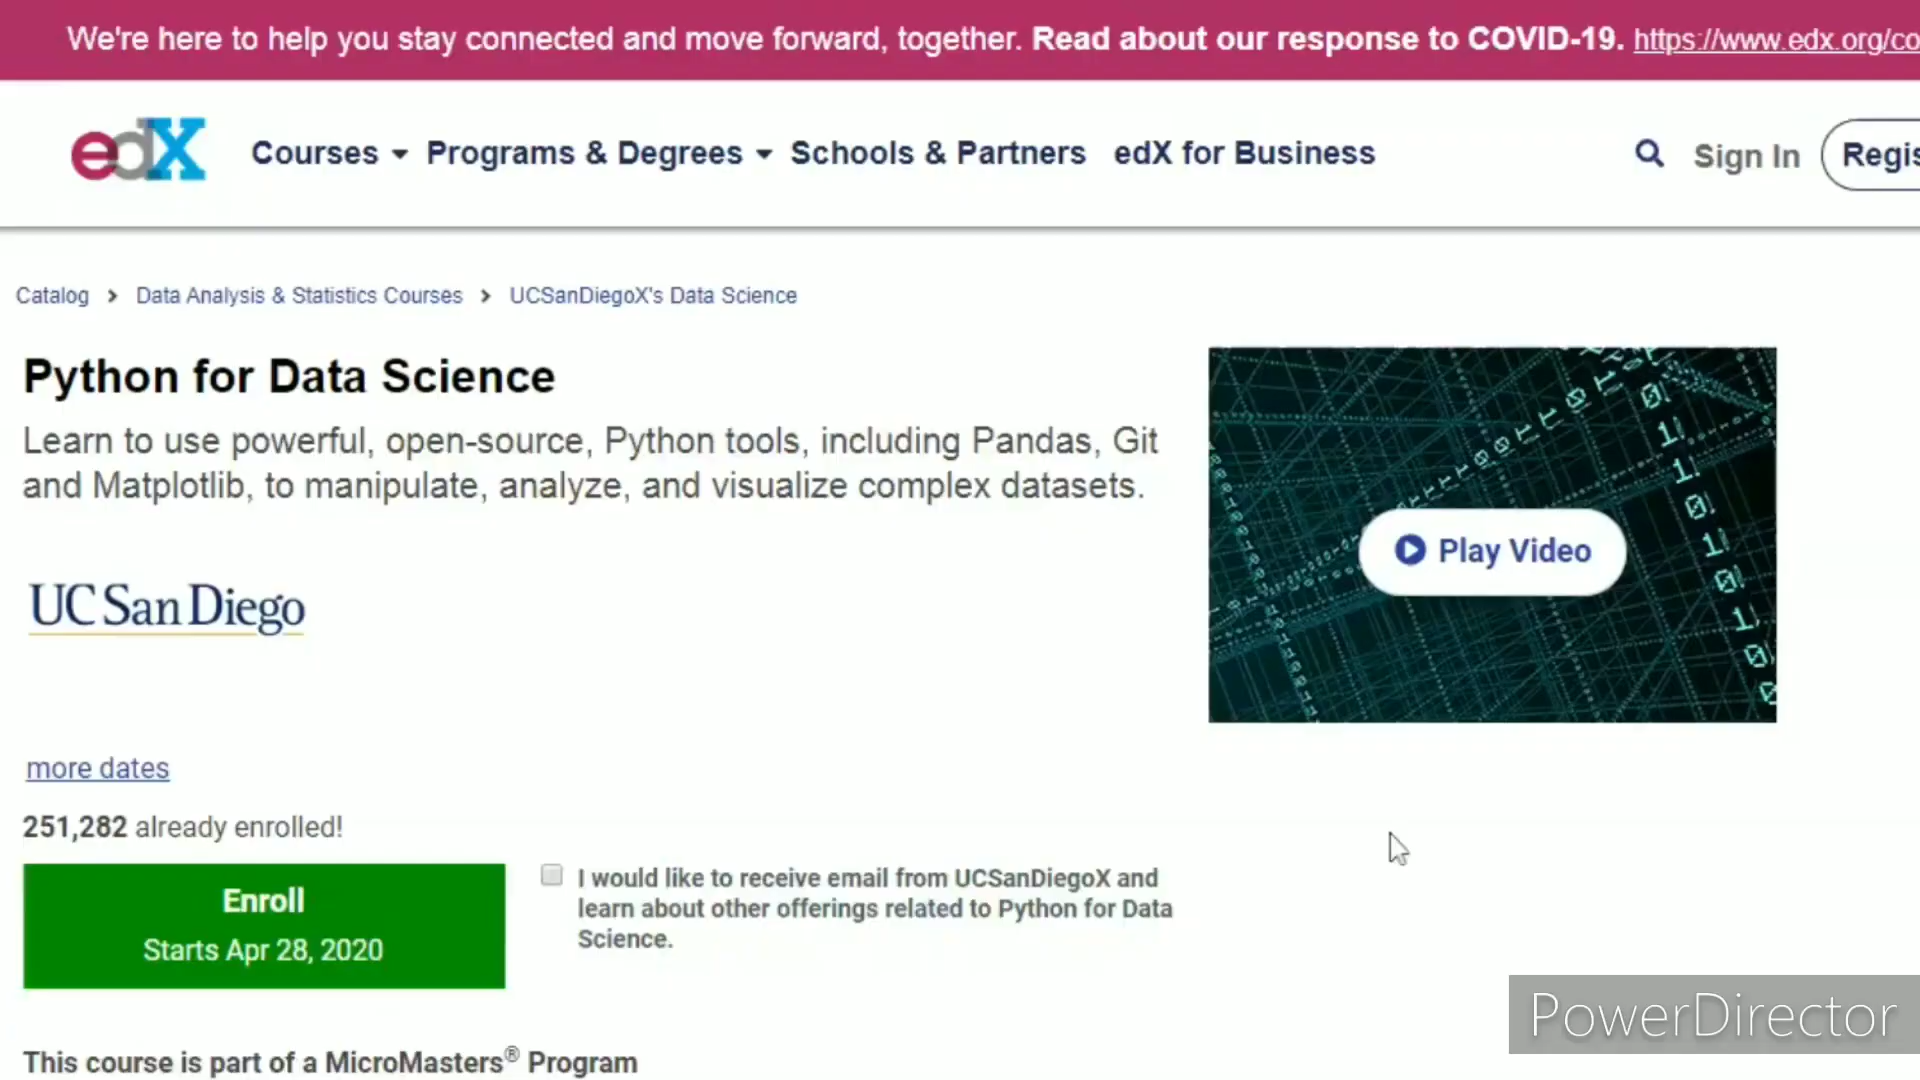 We're here to help you stay connected and move forward, together. Read about our response to COVID-19. https://www.edx.org/co
edX
Courses Programs & Degrees Schools & Partners edX for Business Sign In Regis
Catalog > Data Analysis & Statistics Courses > UCSanDiegoX's Data Science
Python for Data Science
Learn to use powerful, open-source, Python tools, including Pandas, Git
and Matplotlib, to manipulate, analyze, and visualize complex datasets.
Play Video
UC San Diego
more dates
251,282 already enrolled!
Enroll
Starts Apr 28, 2020
I would like to receive email from UCSanDiegoX and
learn about other offerings related to Python for Data
Science.
This course is part of a MicroMasters® Program
PowerDirector